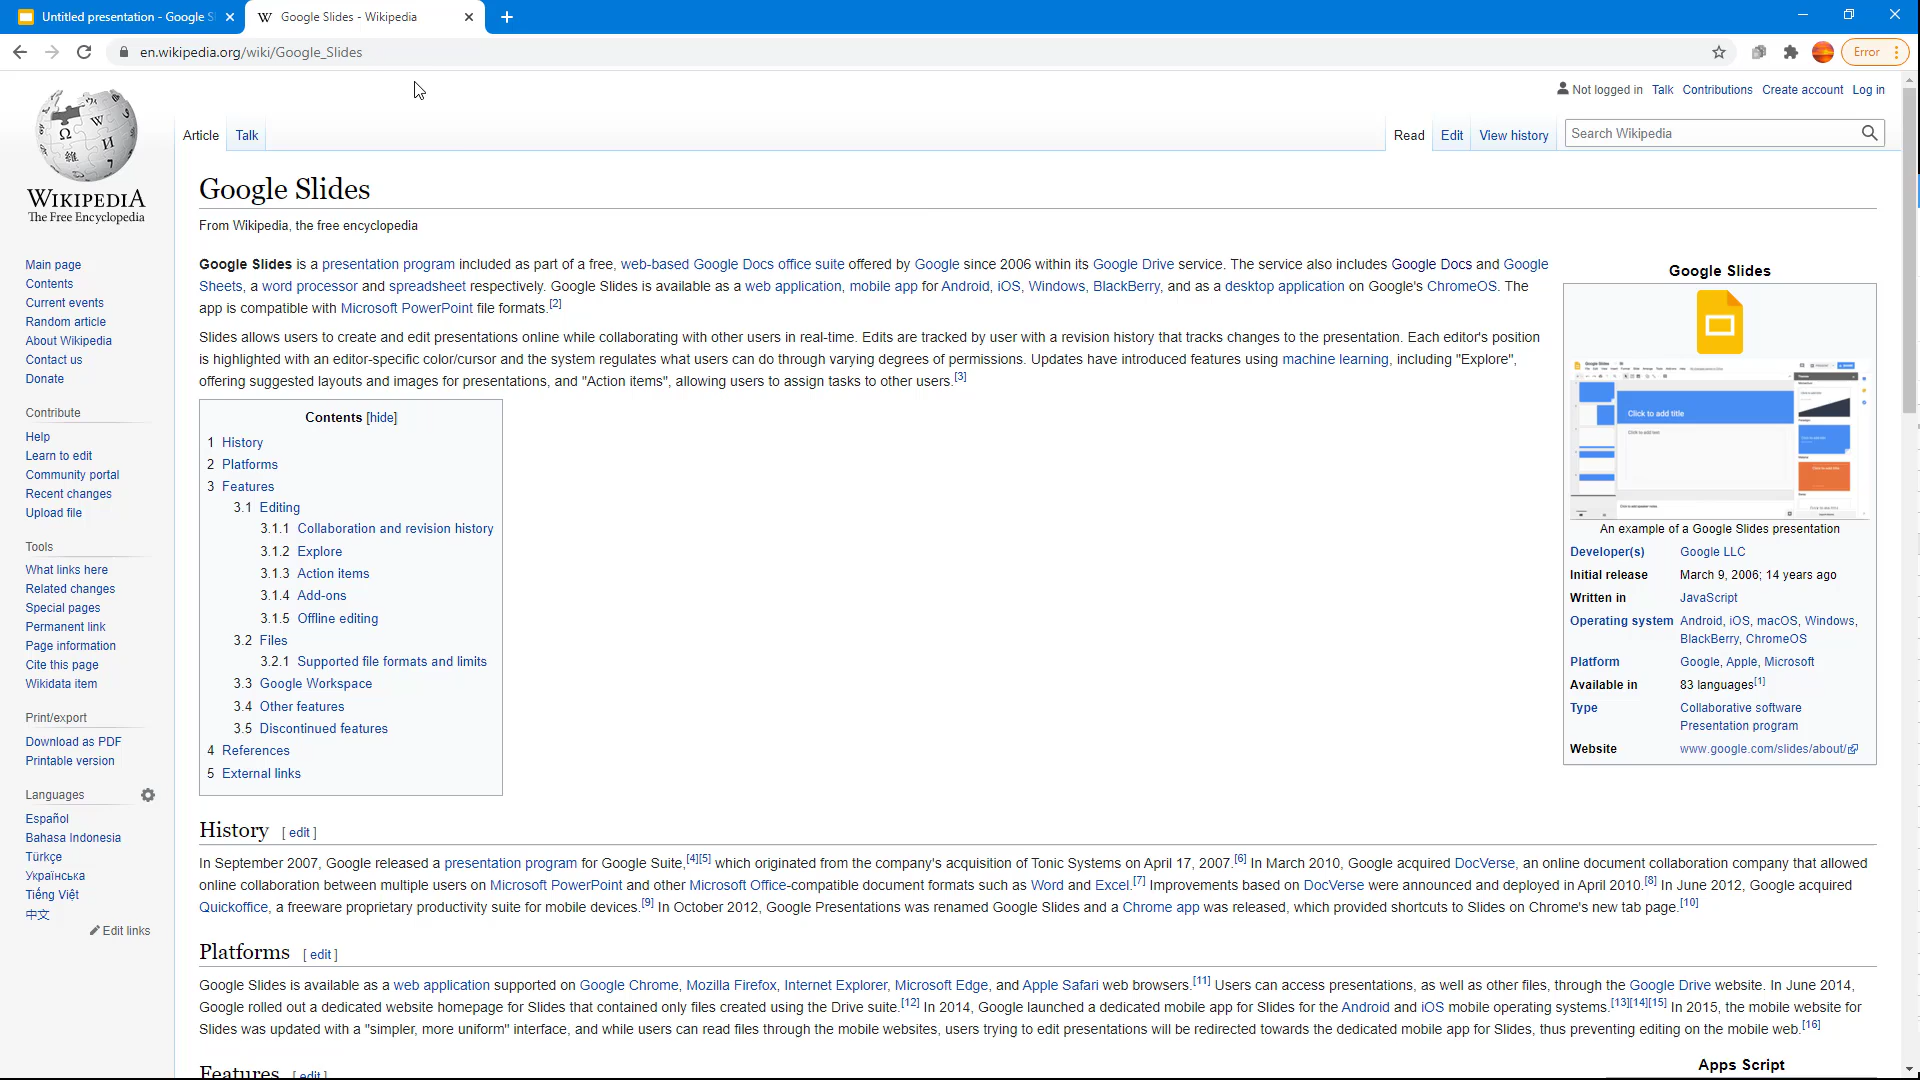 Untitled presentation - Google S
Google Slides - Wikipedia
en.wikipedia.org/wiki/Google_Slides
Error
Not logged in Talk Contributions Create account Log in
Article Talk
Read Edit View history Search Wikipedia
WIKIPEDIA
The Free Encyclopedia
Main page
Contents
Current events
Random article
About Wikipedia
Contact us
Donate
Contribute
Help
Learn to edit
Community portal
Recent changes
Upload file
Tools
What links here
Related changes
Special pages
Permanent link
Page information
Cite this page
Wikidata item
Print/export
Download as PDF
Printable version
Languages
Español
Bahasa Indonesia
Türkçe
Українська
Tiếng Việt
中文
Edit links
Google Slides
From Wikipedia, the free encyclopedia
Google Slides is a presentation program included as part of a free, web-based Google Docs office suite offered by Google since 2006 within its Google Drive service. The service also includes Google Docs and Google
Sheets, a word processor and spreadsheet respectively. Google Slides is available as a web application, mobile app for Android, iOS, Windows, BlackBerry, and as a desktop application on Google's ChromeOS. The
app is compatible with Microsoft PowerPoint file formats.[2]
Slides allows users to create and edit presentations online while collaborating with other users in real-time. Edits are tracked by user with a revision history that tracks changes to the presentation. Each editor's position
is highlighted with an editor-specific color/cursor and the system regulates what users can do through varying degrees of permissions. Updates have introduced features using machine learning, including "Explore",
offering suggested layouts and images for presentations, and "Action items", allowing users to assign tasks to other users.[3]
Contents [hide]
1 History
2 Platforms
3 Features
3.1 Editing
3.1.1 Collaboration and revision history
3.1.2 Explore
3.1.3 Action items
3.1.4 Add-ons
3.1.5 Offline editing
3.2 Files
3.2.1 Supported file formats and limits
3.3 Google Workspace
3.4 Other features
3.5 Discontinued features
4 References
5 External links
Google Slides
Click to add title
Click to add text
An example of a Google Slides presentation
Developer(s) Google LLC
Initial release March 9, 2006; 14 years ago
Written in JavaScript
Operating system Android, iOS, macOS, Windows,
BlackBerry, ChromeOS
Platform Google, Apple, Microsoft
Available in 83 languages[1]
Type Collaborative software
Presentation program
Website www.google.com/slides/about/
History [ edit ]
In September 2007, Google released a presentation program for Google Suite,[4][5] which originated from the company's acquisition of Tonic Systems on April 17, 2007.[6] In March 2010, Google acquired DocVerse, an online document collaboration company that allowed
online collaboration between multiple users on Microsoft PowerPoint and other Microsoft Office-compatible document formats such as Word and Excel.[7] Improvements based on DocVerse were announced and deployed in April 2010.[8] In June 2012, Google acquired
Quickoffice, a freeware proprietary productivity suite for mobile devices.[9] In October 2012, Google Presentations was renamed Google Slides and a Chrome app was released, which provided shortcuts to Slides on Chrome's new tab page.[10]
Platforms [ edit ]
Google Slides is available as a web application supported on Google Chrome, Mozilla Firefox, Internet Explorer, Microsoft Edge, and Apple Safari web browsers.[11] Users can access presentations, as well as other files, through the Google Drive website. In June 2014,
Google rolled out a dedicated website homepage for Slides that contained only files created using the Drive suite.[12] In 2014, Google launched a dedicated mobile app for Slides for the Android and iOS mobile operating systems.[13][14][15] In 2015, the mobile website for
Slides was updated with a "simpler, more uniform" interface, and while users can read files through the mobile websites, users trying to edit presentations will be redirected towards the dedicated mobile app for Slides, thus preventing editing on the mobile web.[16]
Features [ edit ]
Apps Script